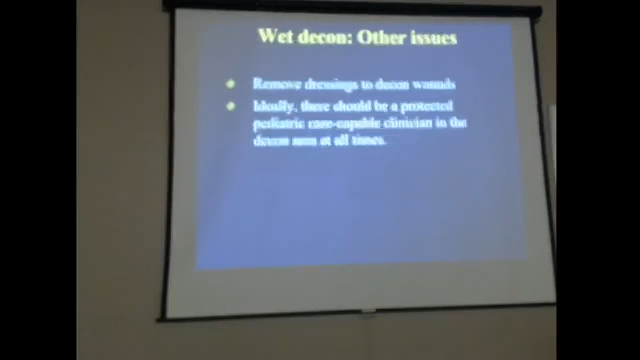 Wet decon: Other issues
Remove dressings to decon wounds
Ideally, there should be a protected
pediatric case-capable clinician in the
decon area at all times.